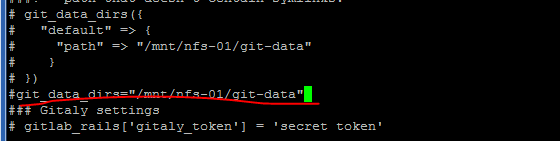 # git_data_dirs({
#   "default" => {
#     "path" => "/mnt/nfs-01/git-data"
#    }
# })
#git_data_dirs="/mnt/nfs-01/git-data"
### Gitaly settings
# gitlab_rails['gitaly_token'] = 'secret token'